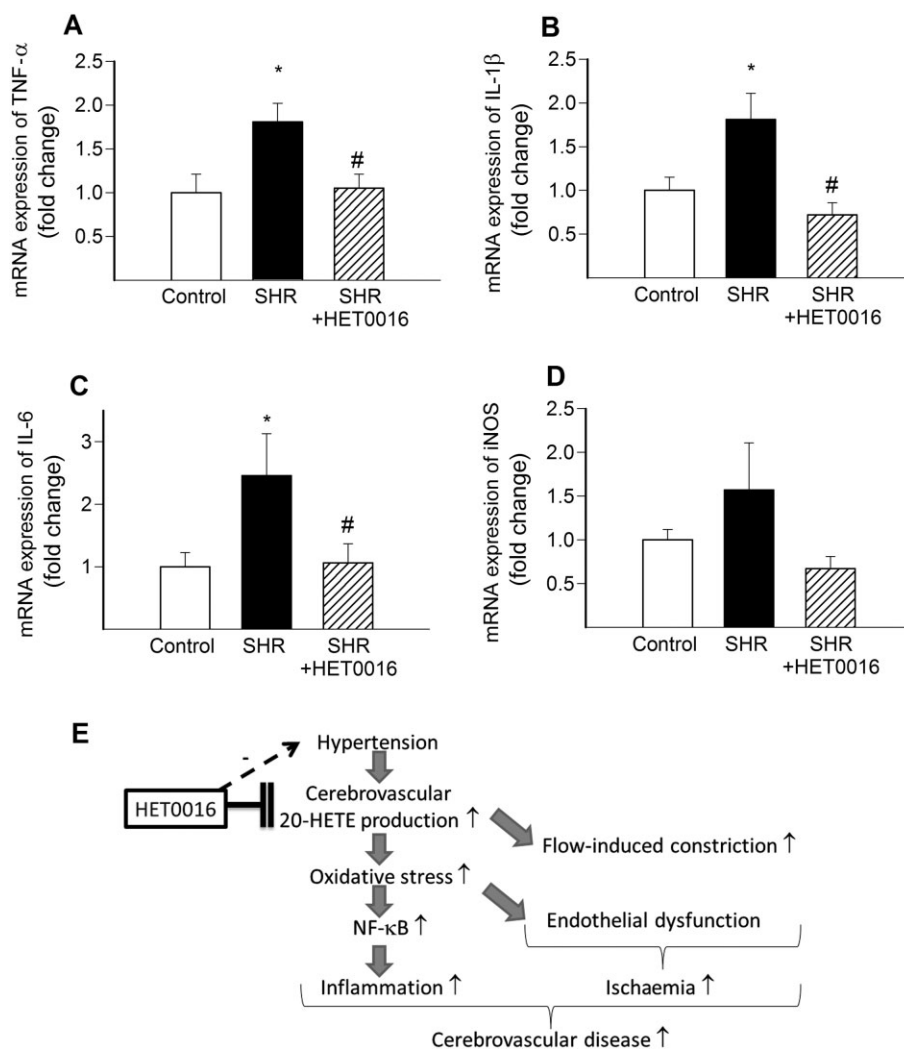 A
mRNA expression of TNF-α
(fold change)
2.5
2.0
1.5
1.0
0.5
*
#
Control
SHR
SHR
+HET0016
B
mRNA expression of IL-1β
(fold change)
2.5
2.0
1.5
1.0
0.5
*
#
Control
SHR
SHR
+HET0016
C
mRNA expression of IL-6
(fold change)
3
2
1
*
#
Control
SHR
SHR
+HET0016
D
mRNA expression of iNOS
(fold change)
2.5
2.0
1.5
1.0
0.5
Control
SHR
SHR
+HET0016
E
HET0016
-
Hypertension
Cerebrovascular
20-HETE production ↑
Flow-induced constriction ↑
Oxidative stress ↑
NF-κB ↑
Endothelial dysfunction
Inflammation ↑
Ischaemia ↑
Cerebrovascular disease ↑